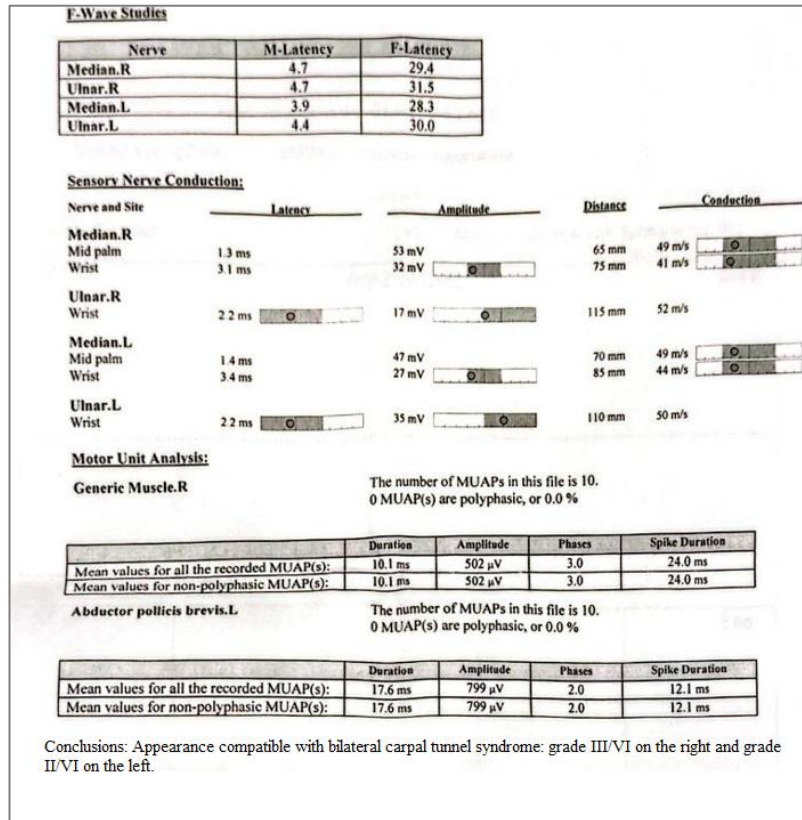 F-Wave Studies
Nerve M-Latency F-Latency
Median.R 4.7 29.4
Ulnar.R 4.7 31.5
Median.L 3.9 28.3
Ulnar.L 4.4 30.0
Sensory Nerve Conduction:
Nerve and Site Latency Amplitude Distance Conduction
Median.R
Mid palm 1.3 ms 53 mV 65 mm 49 m/s
Wrist 3.1 ms 32 mV 75 mm 41 m/s
Ulnar.R
Wrist 2.2 ms 17 mV 115 mm 52 m/s
Median.L
Mid palm 1.4 ms 47 mV 70 mm 49 m/s
Wrist 3.4 ms 27 mV 85 mm 44 m/s
Ulnar.L
Wrist 2.2 ms 35 mV 110 mm 50 m/s
Motor Unit Analysis:
Generic Muscle.R The number of MUAPs in this file is 10.
0 MUAP(s) are polyphasic, or 0.0 %
Duration Amplitude Phases Spike Duration
Mean values for all the recorded MUAP(s): 10.1 ms 502 µV 3.0 24.0 ms
Mean values for non-polyphasic MUAP(s): 10.1 ms 502 µV 3.0 24.0 ms
Abductor pollicis brevis.L The number of MUAPs in this file is 10.
0 MUAP(s) are polyphasic, or 0.0 %
Duration Amplitude Phases Spike Duration
Mean values for all the recorded MUAP(s): 17.6 ms 799 µV 2.0 12.1 ms
Mean values for non-polyphasic MUAP(s): 17.6 ms 799 µV 2.0 12.1 ms
Conclusions: Appearance compatible with bilateral carpal tunnel syndrome: grade III/VI on the right and grade
II/VI on the left.